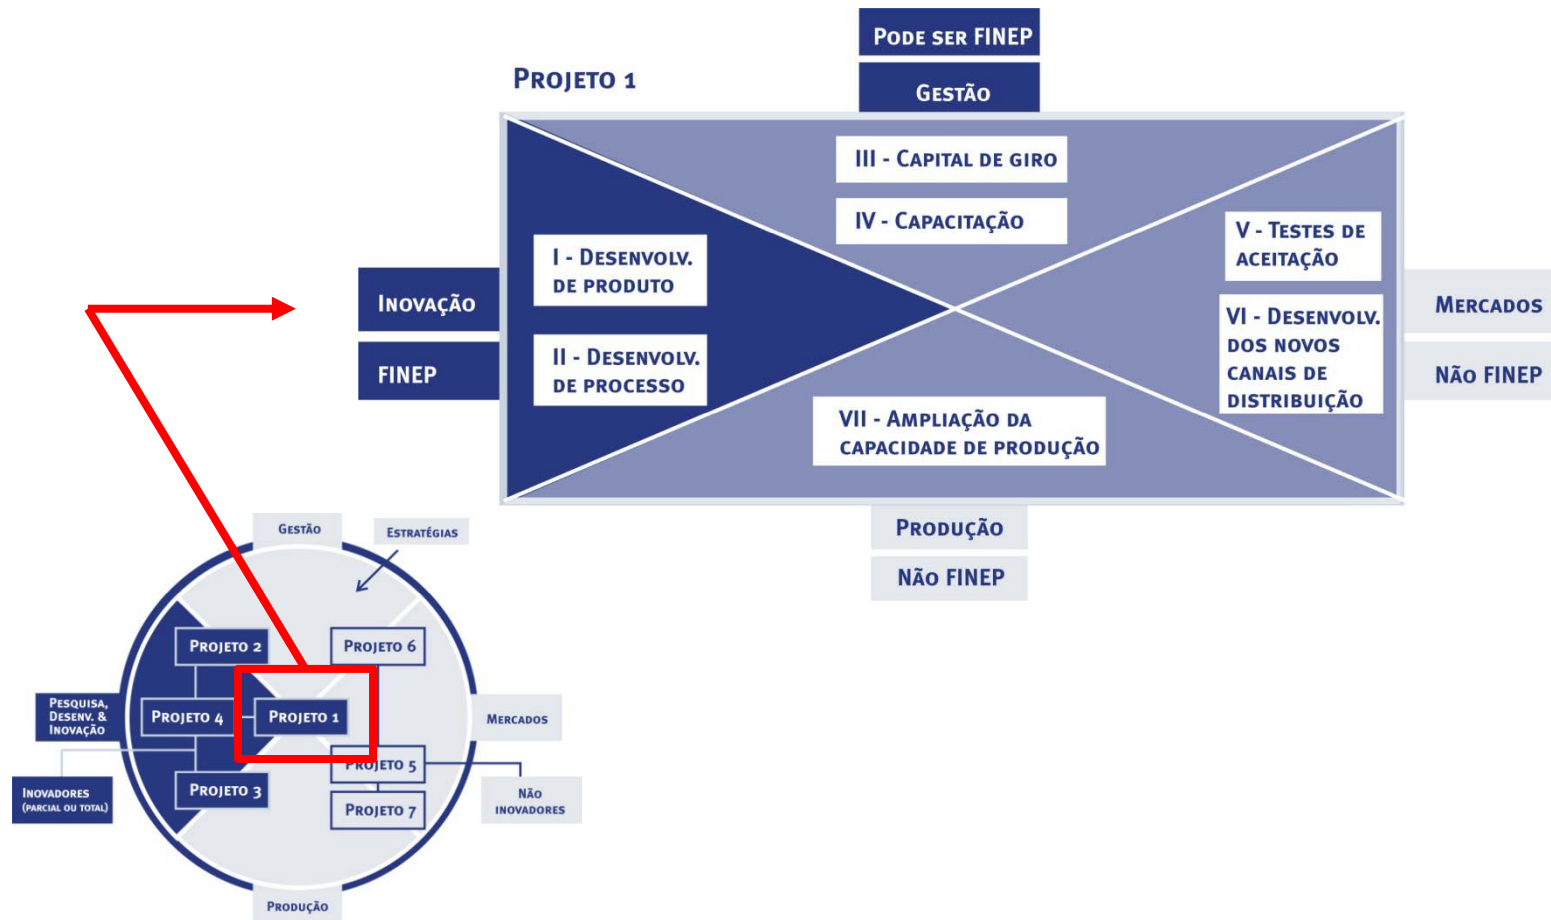 PODE SER FINEP
PROJETO 1
GESTÃO
III - CAPITAL DE GIRO
IV - CAPACITAÇÃO
I - DESENVOLV.
DE PRODUTO
II - DESENVOLV.
DE PROCESSO
V - TESTES DE
ACEITAÇÃO
VI - DESENVOLV.
DOS NOVOS
CANAIS DE
DISTRIBUIÇÃO
VII - AMPLIAÇÃO DA
CAPACIDADE DE PRODUÇÃO
INOVAÇÃO
FINEP
MERCADOS
NÃO FINEP
PRODUÇÃO
NÃO FINEP
GESTÃO
ESTRATÉGIAS
PROJETO 2
PROJETO 6
PESQUISA,
DESENV. &
INOVAÇÃO
PROJETO 4
PROJETO 1
MERCADOS
PROJETO 5
PROJETO 3
PROJETO 7
INOVADORES
(PARCIAL OU TOTAL)
NÃO
INOVADORES
PRODUÇÃO